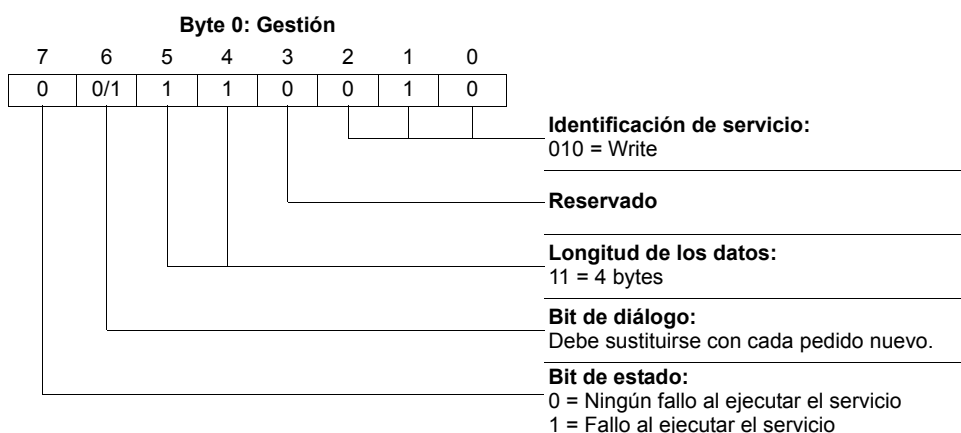 Byte 0: Gestión
7 6 5 4 3 2 1 0
0 0/1 1 1 0 0 1 0
Identificación de servicio:
010 = Write
Reservado
Longitud de los datos:
11 = 4 bytes
Bit de diálogo:
Debe sustituirse con cada pedido nuevo.
Bit de estado:
0 = Ningún fallo al ejecutar el servicio
1 = Fallo al ejecutar el servicio